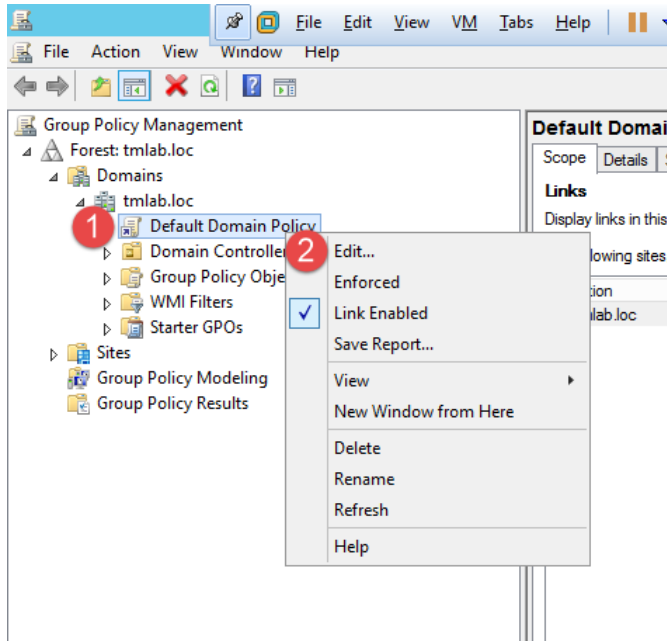 File Edit View VM Tabs Help
File Action View Window Help
Group Policy Management
Forest: tmlab.loc
Domains
tmlab.loc
1 Default Domain Policy
Domain Controlle
Group Policy Obje
WMI Filters
Starter GPOs
Sites
Group Policy Modeling
Group Policy Results
2 Edit...
Enforced
Link Enabled
Save Report...
View
New Window from Here
Delete
Rename
Refresh
Help
Default Domai
Scope Details
Links
Display links in this
lowing sites
tion
lab.loc